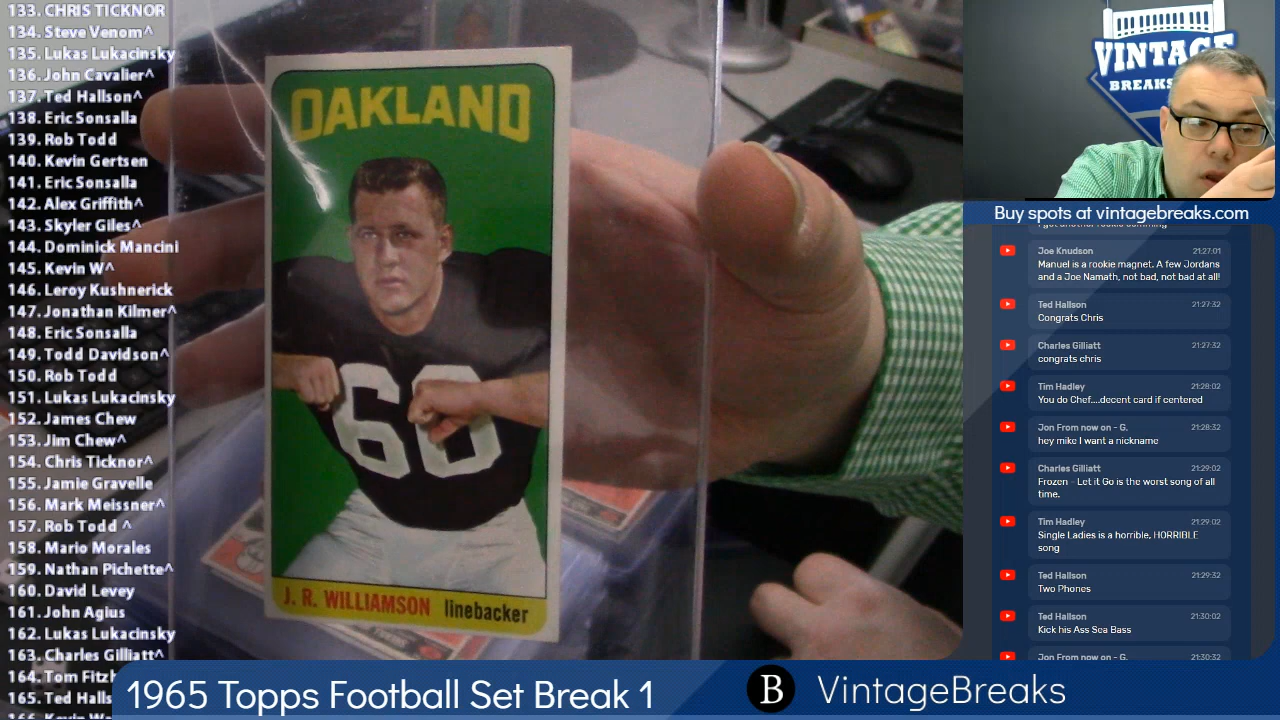 133. CHRIS TICKNOR
134. Steve Venom^
135. Lukas Lukacinsky
136. John Cavalier^
137. Ted Hallson^
138. Eric Sonsalla
139. Rob Todd
140. Kevin Gertsen
141. Eric Sonsalla
142. Alex Griffith^
143. Skyler Giles^
144. Dominick Mancini
145. Kevin W^
146. Leroy Kushnerick
147. Jonathan Kilmer^
148. Eric Sonsalla
149. Todd Davidson^
150. Rob Todd
151. Lukas Lukacinsky
152. James Chew
153. Jim Chew^
154. Chris Ticknor^
155. Jamie Gravelle
156. Mark Meissner^
157. Rob Todd ^
158. Mario Morales
159. Nathan Pichette^
160. David Levey
161. John Agius
162. Lukas Lukacinsky
163. Charles Gilliatt^
164. Tom
165. Ted
OAKLAND
60
J. R. WILLIAMSON linebacker
VINTAGE
BREAKS
Buy spots at vintagebreaks.com
Joe Knudson 21:27:01
Manuel is a rookie magnet. A few Jordans
and a Joe Namath, not bad, not bad at all!
Ted Hallson 21:27:32
Congrats Chris
Charles Gilliatt 21:27:32
congrats chris
Tim Hadley 21:28:02
You do Chef....decent card if centered
Jon From now on - G. 21:28:32
hey mike I want a nickname
Charles Gilliatt 21:29:02
Frozen - Let it Go is the worst song of all
time.
Tim Hadley 21:29:02
Single Ladies is a horrible, HORRIBLE
song
Ted Hallson 21:29:32
Two Phones
Ted Hallson 21:30:02
Kick his Ass Sea Bass
Jon From now on - G. 21:30:32
1965 Topps Football Set Break 1
B VintageBreaks